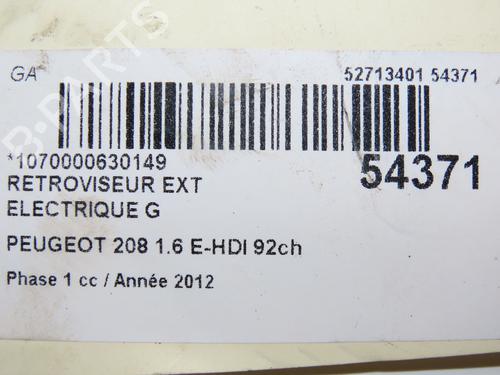 GA
52713401 54371
*1070000630149
54371
RETROVISEUR EXT
ELECTRIQUE G
PEUGEOT 208 1.6 E-HDI 92ch
Phase 1 cc / Année 2012
B-PARTS